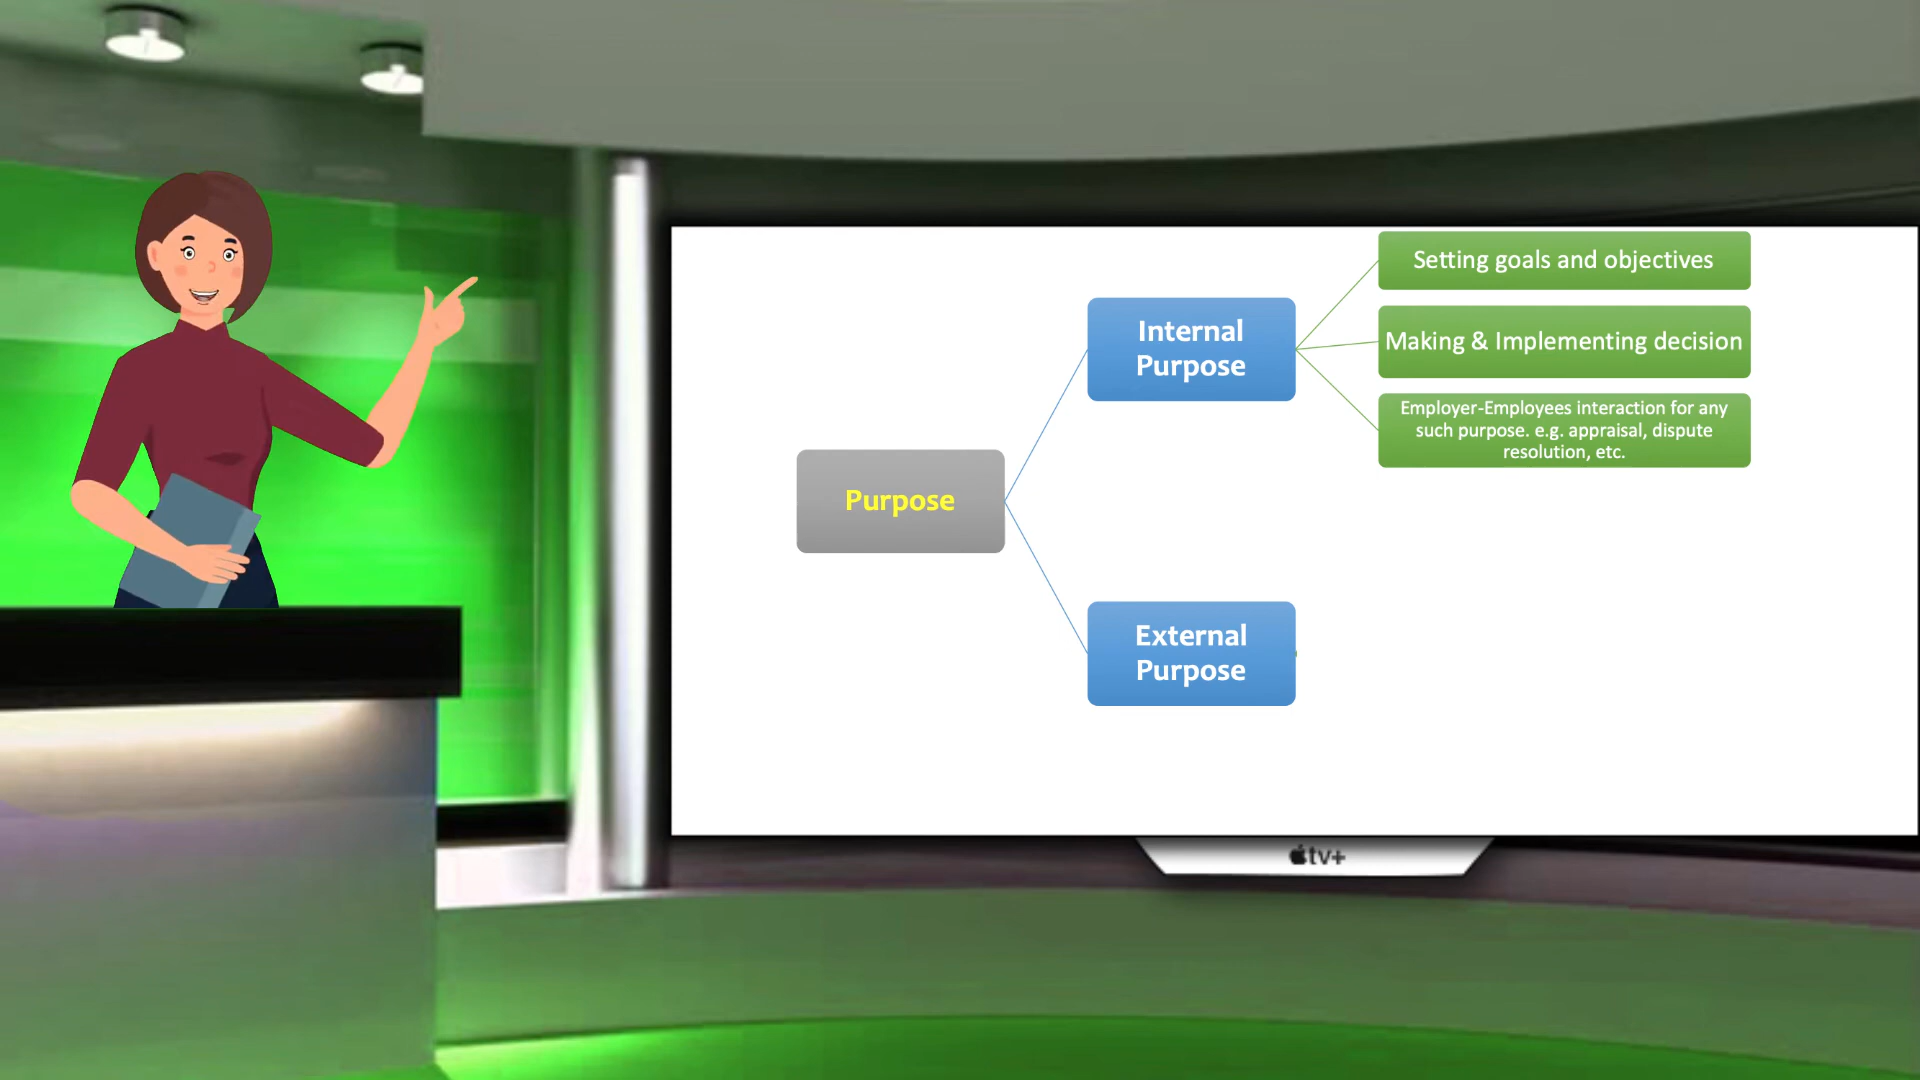 Purpose
Internal
Purpose
Setting goals and objectives
Making & Implementing decision
Employer-Employees interaction for any
such purpose. e.g. appraisal, dispute
resolution, etc.
External
Purpose
tv+